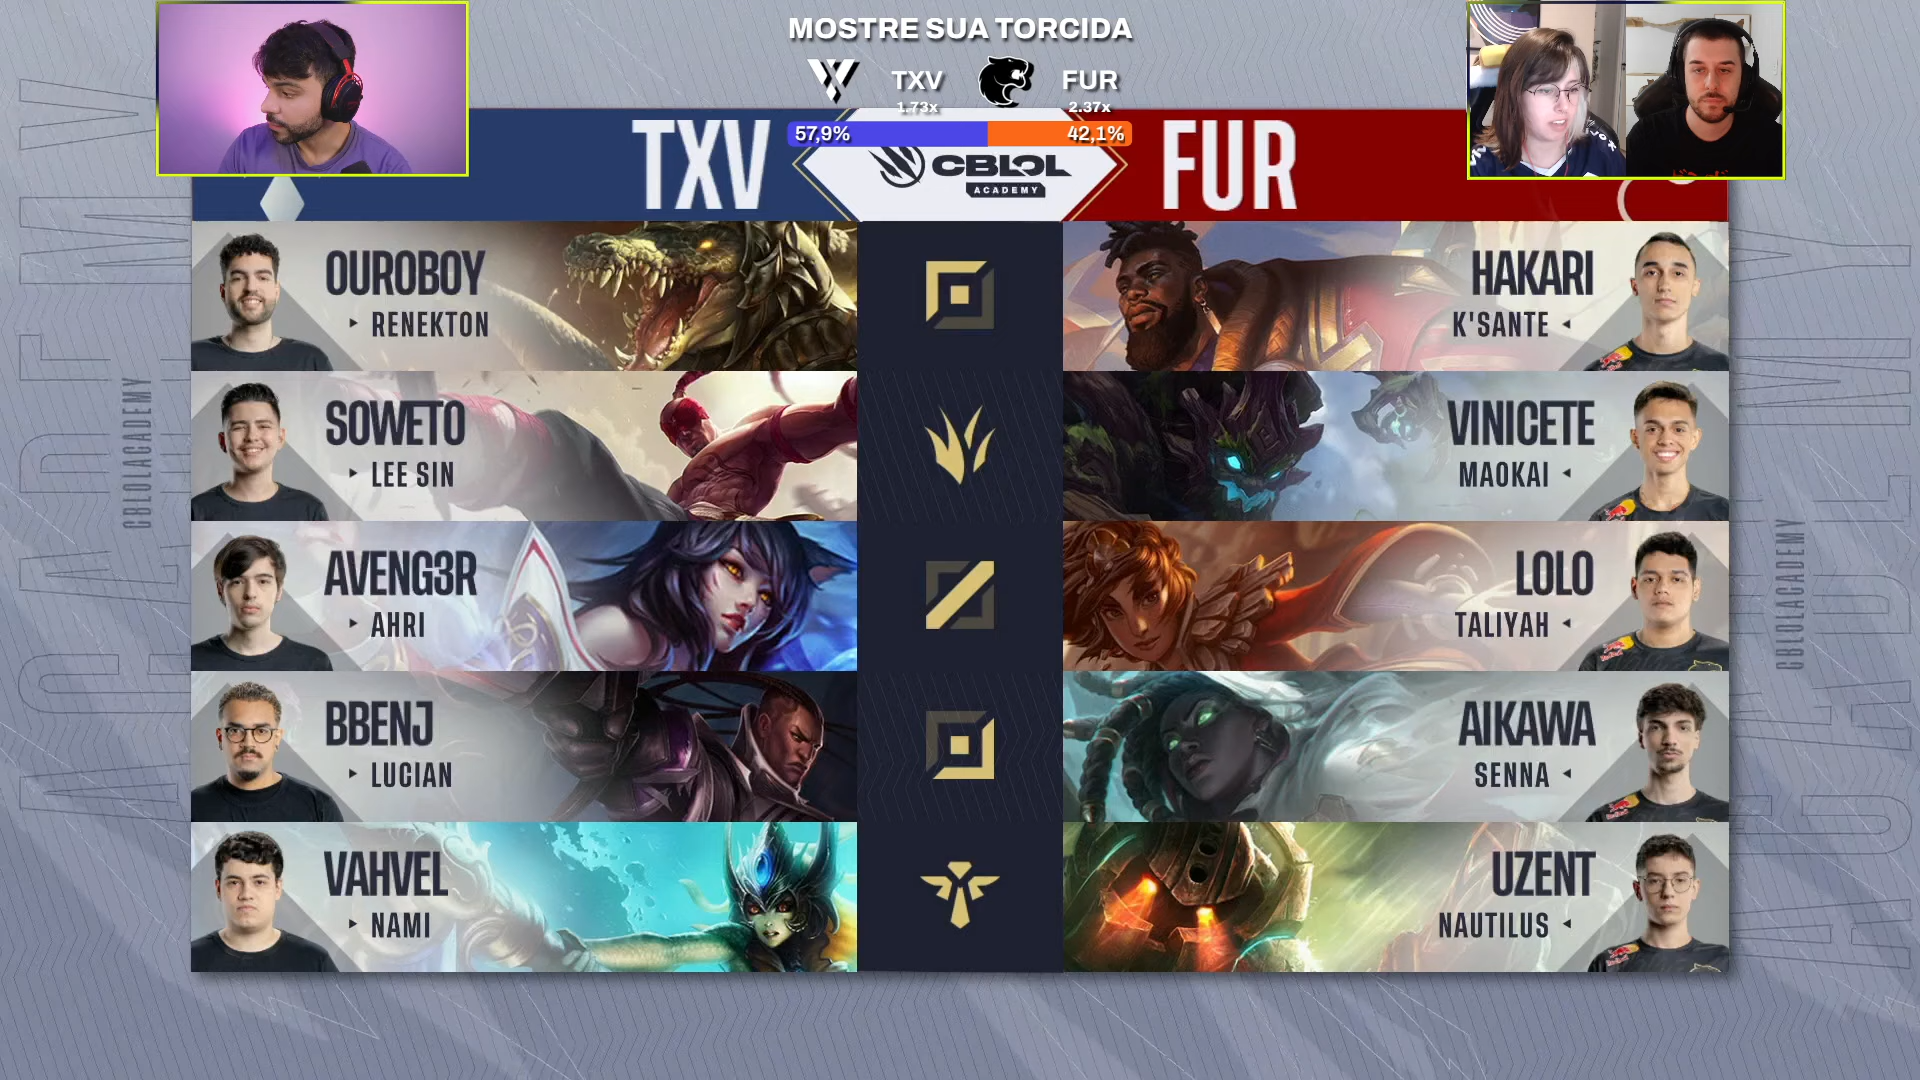 MOSTRE SUA TORCIDA
TXV
1.73x
FUR
2.37x
57,9%
42,1%
TXV
CBLOL
ACADEMY
FUR
OUROBOY
RENEKTON
HAKARI
K'SANTE
SOWETO
LEE SIN
VINICETE
MAOKAI
AVENG3R
AHRI
LOLO
TALIYAH
BBENJ
LUCIAN
AIKAWA
SENNA
VAHVEL
NAMI
UZENT
NAUTILUS
CBLOLACADEMY
CBLOLACADEMY